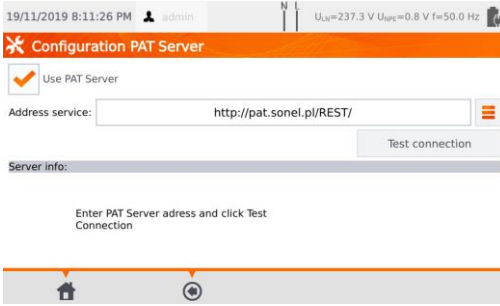 19/11/2019 8:11:26 PM admin N L U_LN=237.3 V U_NPE=0.8 V f=50.0 Hz
Configuration PAT Server
Use PAT Server
Address service: http://pat.sonel.pl/REST/
Test connection
Server info:
Enter PAT Server adress and click Test
Connection